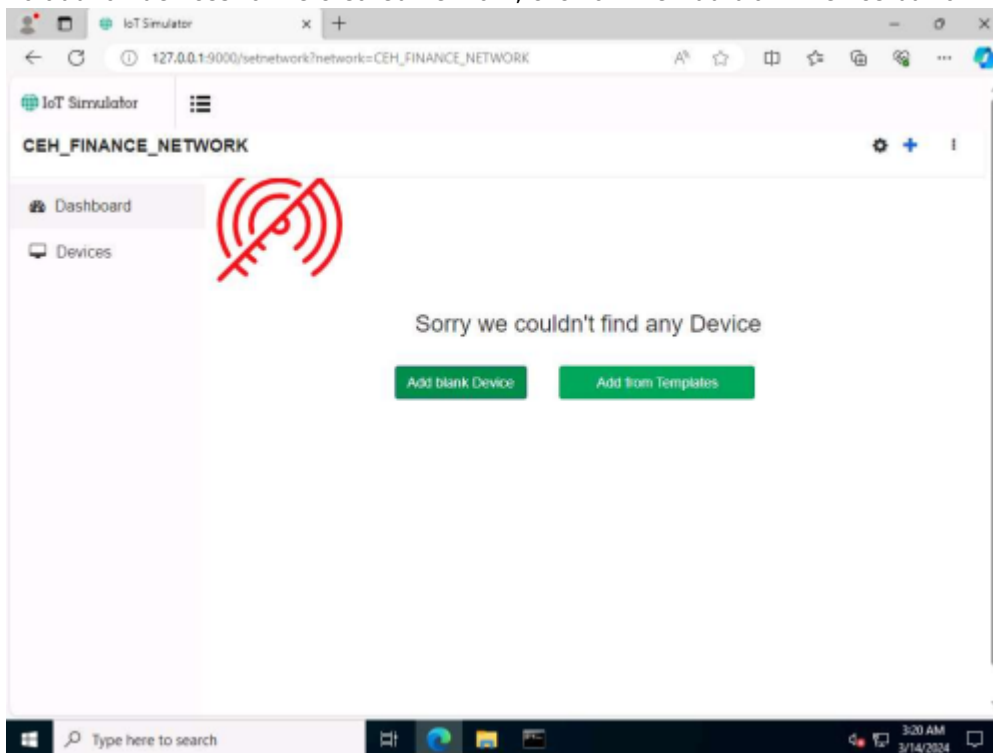 IoT Simulator
127.0.0.1:9000/setnetwork?network=CEH_FINANCE_NETWORK
IoT Simulator
CEH_FINANCE_NETWORK
Dashboard
Devices
Sorry we couldn't find any Device
Add blank Device
Add from Templates
Type here to search
3:20 AM
3/14/2024